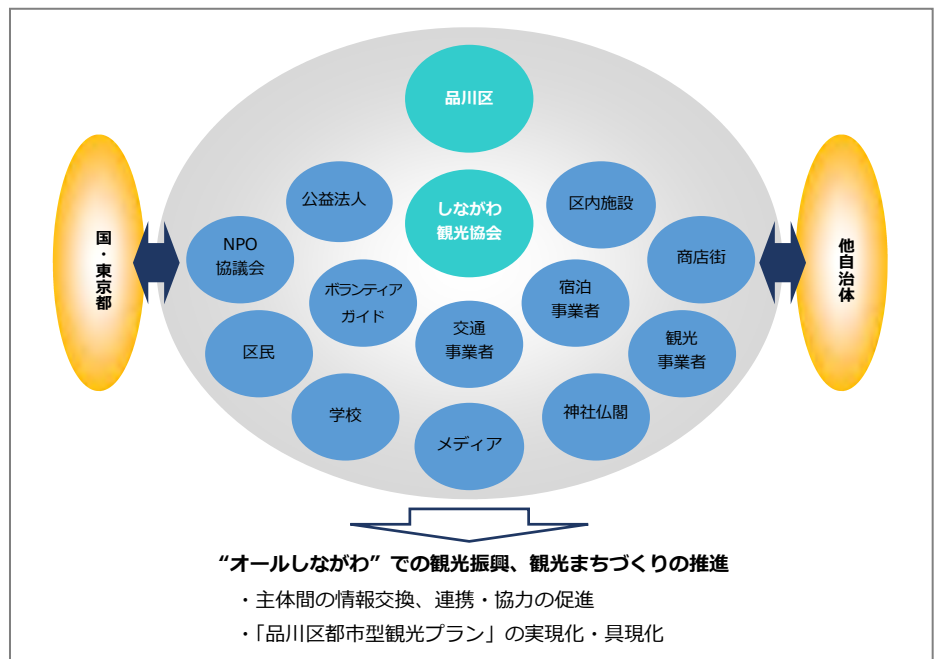 品川区
しながわ
観光協会
公益法人
区内施設
NPO
協議会
商店街
国・東京都
他自治体
ボランティア
ガイド
宿泊
事業者
交通
事業者
区民
観光
事業者
学校
神社仏閣
メディア
“オールしながわ”での観光振興、観光まちづくりの推進
・主体間の情報交換、連携・協力の促進
・「品川区都市型観光プラン」の実現化・具現化